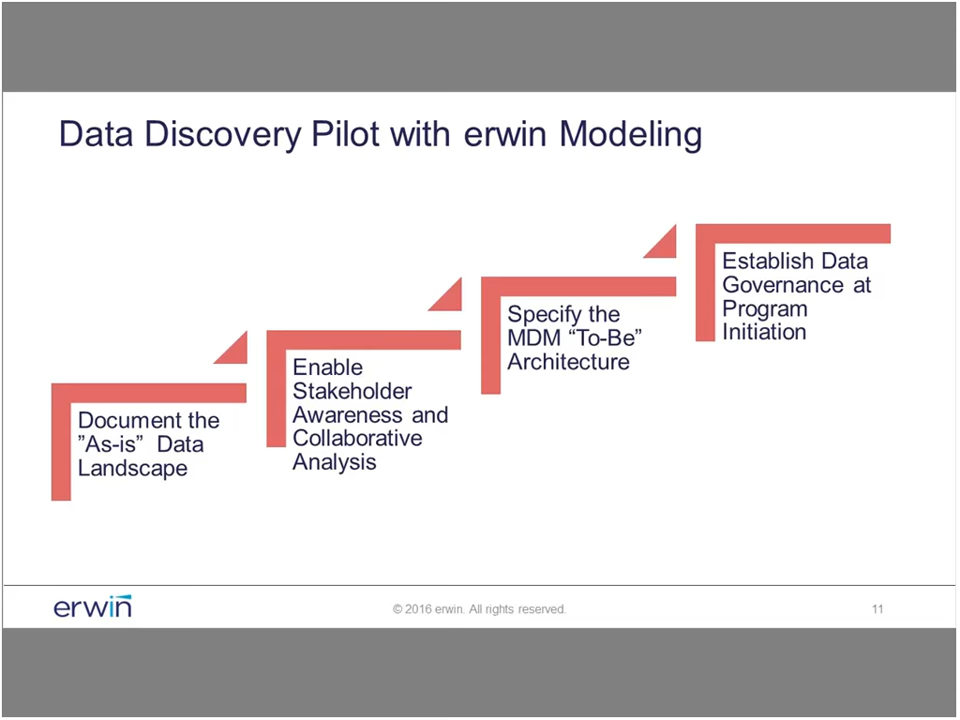 Data Discovery Pilot with erwin Modeling
Document the
”As-is” Data
Landscape
Enable
Stakeholder
Awareness and
Collaborative
Analysis
Specify the
MDM “To-Be”
Architecture
Establish Data
Governance at
Program
Initiation
erwin
© 2016 erwin. All rights reserved.
11